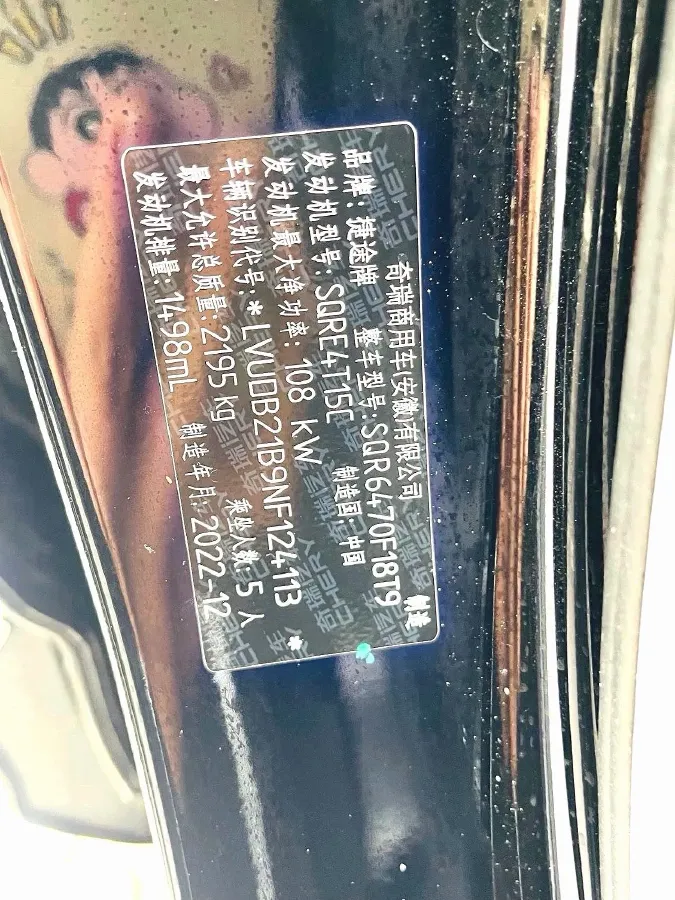 奇瑞商用车(安徽)有限公司 制造
品牌：捷途牌 整车型号：SQR6470F18T9
发动机型号：SQRE4T15C 制造国：中国
发动机最大净功率：108 kW
车辆识别代号：*LVUDB21B9NF124113*
最大允许总质量：2195 kg 乘坐人数：5 人
发动机排量：1498mL 制造年月：2022-12